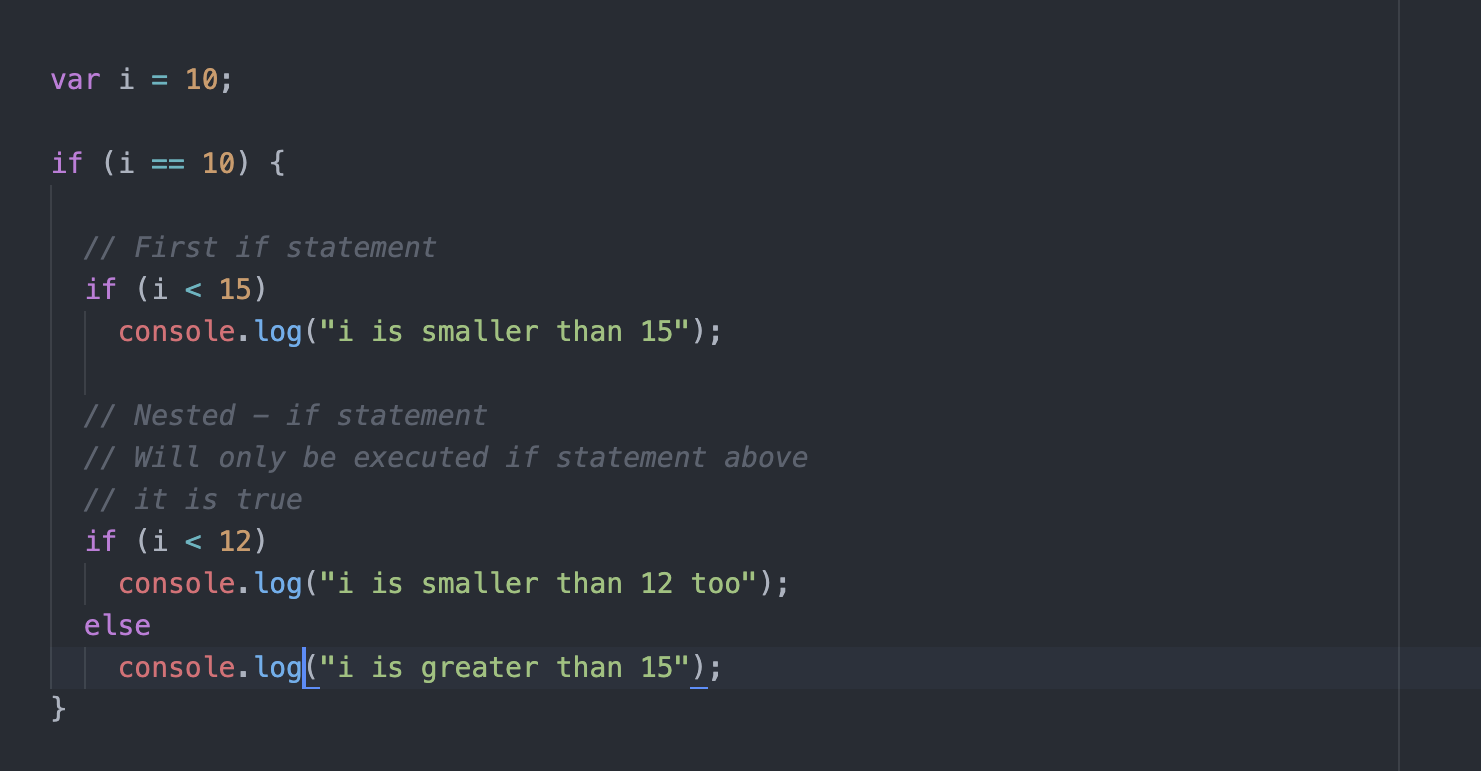 var i = 10;
if (i == 10) {
// First if statement
if (i < 15)
console.log("i is smaller than 15");
// Nested - if statement
// Will only be executed if statement above
// it is true
if (i < 12)
console.log("i is smaller than 12 too");
else
console.log("i is greater than 15");
}